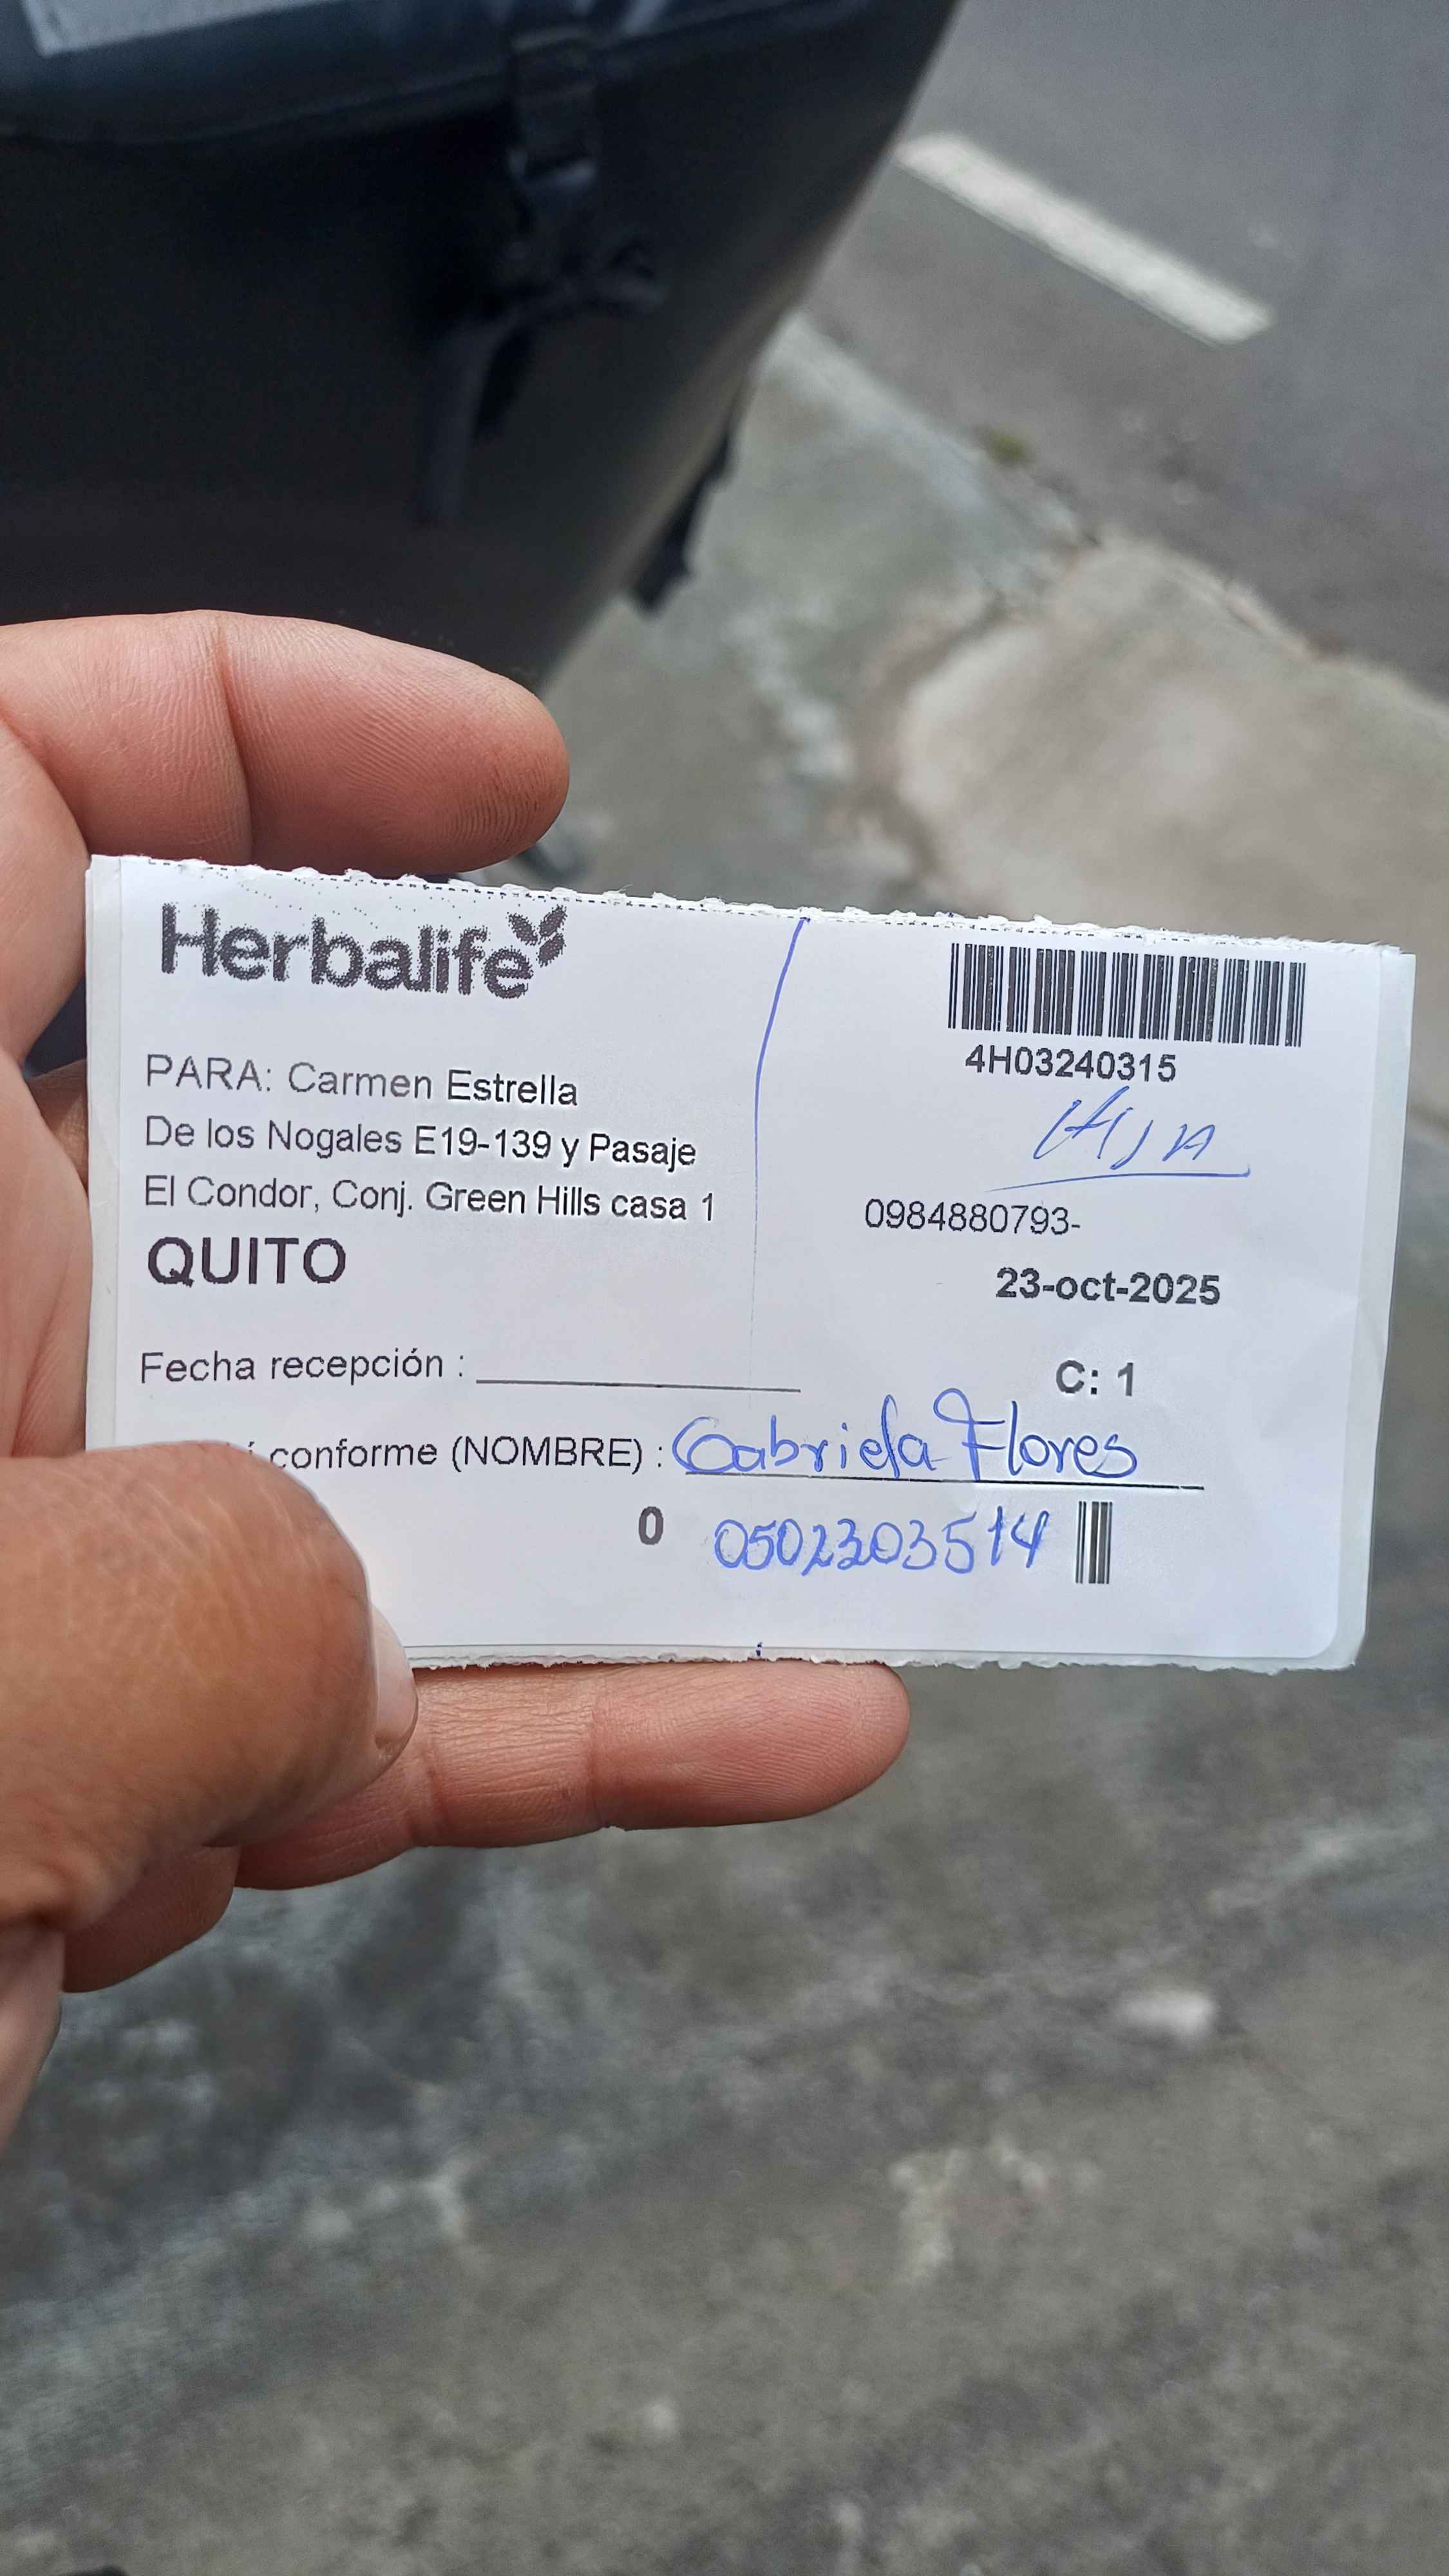 Herbalife
PARA: Carmen Estrella
De los Nogales E19-139 y Pasaje
El Condor, Conj. Green Hills casa 1
QUITO
4H03240315
Hija
0984880793-
23-oct-2025
Fecha recepción :
C: 1
conforme (NOMBRE) : Gabriela Flores
0 0502303514